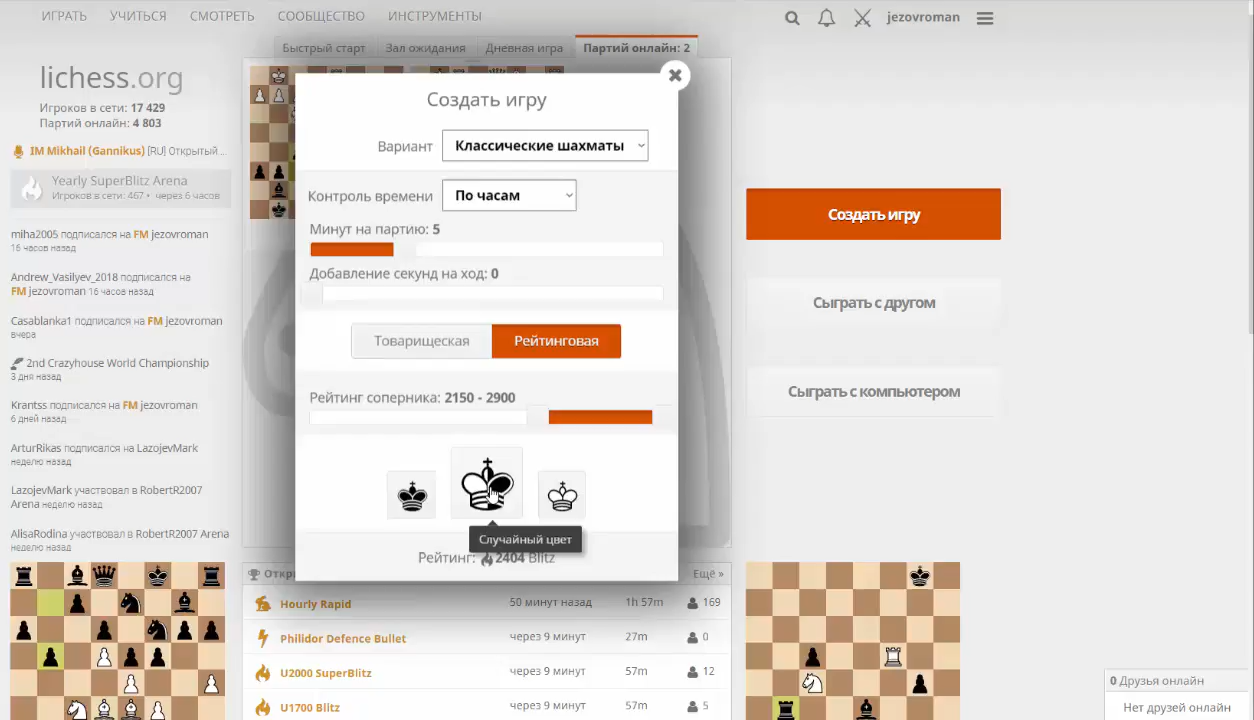 ИГРАТЬ УЧИТЬСЯ СМОТРЕТЬ СООБЩЕСТВО ИНСТРУМЕНТЫ
jezovroman
Быстрый старт Зал ожидания Дневная игра Партий онлайн: 2
lichess.org
Игроков в сети: 17 429
Партий онлайн: 4 803
IM Mikhail (Gannikus) [RU] Открытый ...
Yearly SuperBlitz Arena
Игроков в сети: 467 • через 6 часов
miha2005 подписался на FM jezovroman
16 часов назад
Andrew_Vasilyev_2018 подписался на
FM jezovroman 16 часов назад
Casablanka1 подписался на FM jezovroman
вчера
2nd Crazyhouse World Championship
3 дня назад
Krantss подписался на FM jezovroman
6 дней назад
ArturRikas подписался на LazojevMark
неделю назад
LazojevMark участвовал в RobertR2007
Arena неделю назад
AlisaRodina участвовал в RobertR2007
Arena неделю назад
Создать игру
Вариант Классические шахматы
Контроль времени По часам
Минут на партию: 5
Добавление секунд на ход: 0
Товарищеская Рейтинговая
Рейтинг соперника: 2150 - 2900
Случайный цвет
Рейтинг: 2404 Blitz
Создать игру
Сыграть с другом
Сыграть с компьютером
Ещё »
Hourly Rapid 50 минут назад 1h 57m 169
Philidor Defence Bullet через 9 минут 27m 0
U2000 SuperBlitz через 9 минут 57m 12
U1700 Blitz через 9 минут 57m 5
0 Друзья онлайн
Нет друзей онлайн